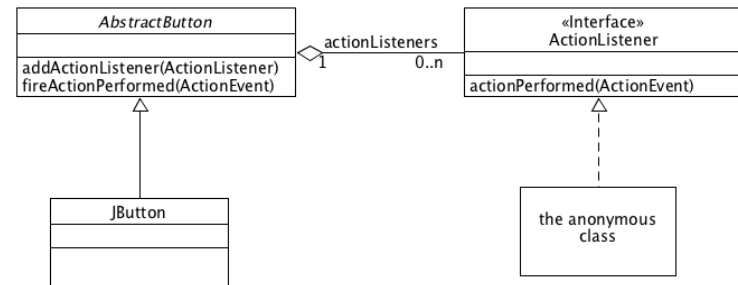 AbstractButton
addActionListener(ActionListener)
fireActionPerformed(ActionEvent)
actionListeners
1
0..n
«Interface»
ActionListener
actionPerformed(ActionEvent)
JButton
the anonymous
class